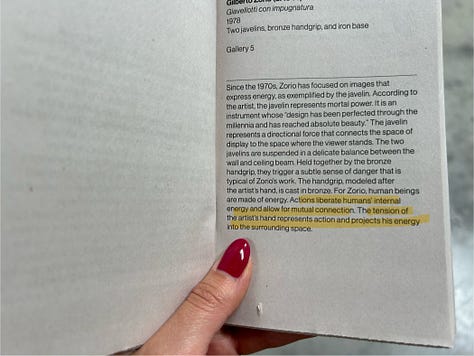 Giavellotti con impugnatura
1978
Two javelins, bronze handgrip, and iron base
Gallery 5
Since the 1970s, Zorio has focused on images that
express energy, as exemplified by the javelin. According to
the artist, the javelin represents mortal power. It is an
instrument whose "design has been perfected through the
millennia and has reached absolute beauty." The javelin
represents a directional force that connects the space of
display to the space where the viewer stands. The two
javelins are suspended in a delicate balance between the
wall and ceiling beam. Held together by the bronze
handgrip, they trigger a subtle sense of danger that is
typical of Zorio's work. The handgrip, modeled after
the artist's hand, is cast in bronze. For Zorio, human beings
are made of energy. Actions liberate humans' internal
energy and allow for mutual connection. The tension of
the artist's hand represents action and projects his energy
into the surrounding space.